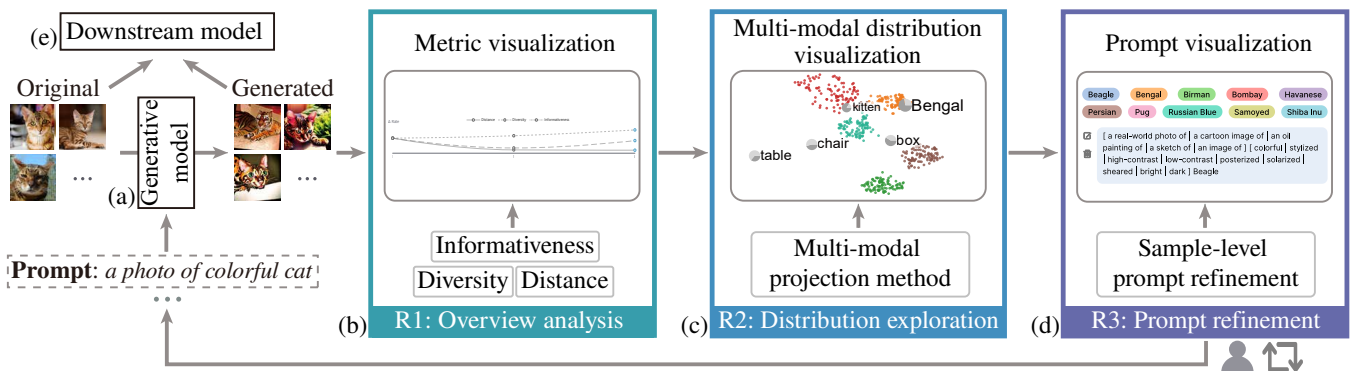 (e) Downstream model
Original
Generated
(a)
Generative
model
...
...
Prompt: a photo of colorful cat
...
Metric visualization
Distance
Diversity
Informativeness
Informativeness
Diversity
Distance
(b)
R1: Overview analysis
Multi-modal distribution
visualization
kitten
Bengal
chair
box
table
Multi-modal
projection method
(c)
R2: Distribution exploration
Prompt visualization
Beagle Bengal Birman Bombay Havanese
Persian Pug Russian Blue Samoyed Shiba Inu
[ a real-world photo of | a cartoon image of | an oil
painting of | a sketch of | an image of ] [ colorful | stylized
| high-contrast | low-contrast | posterized | solarized |
sheared | bright | dark ] Beagle
Sample-level
prompt refinement
(d)
R3: Prompt refinement